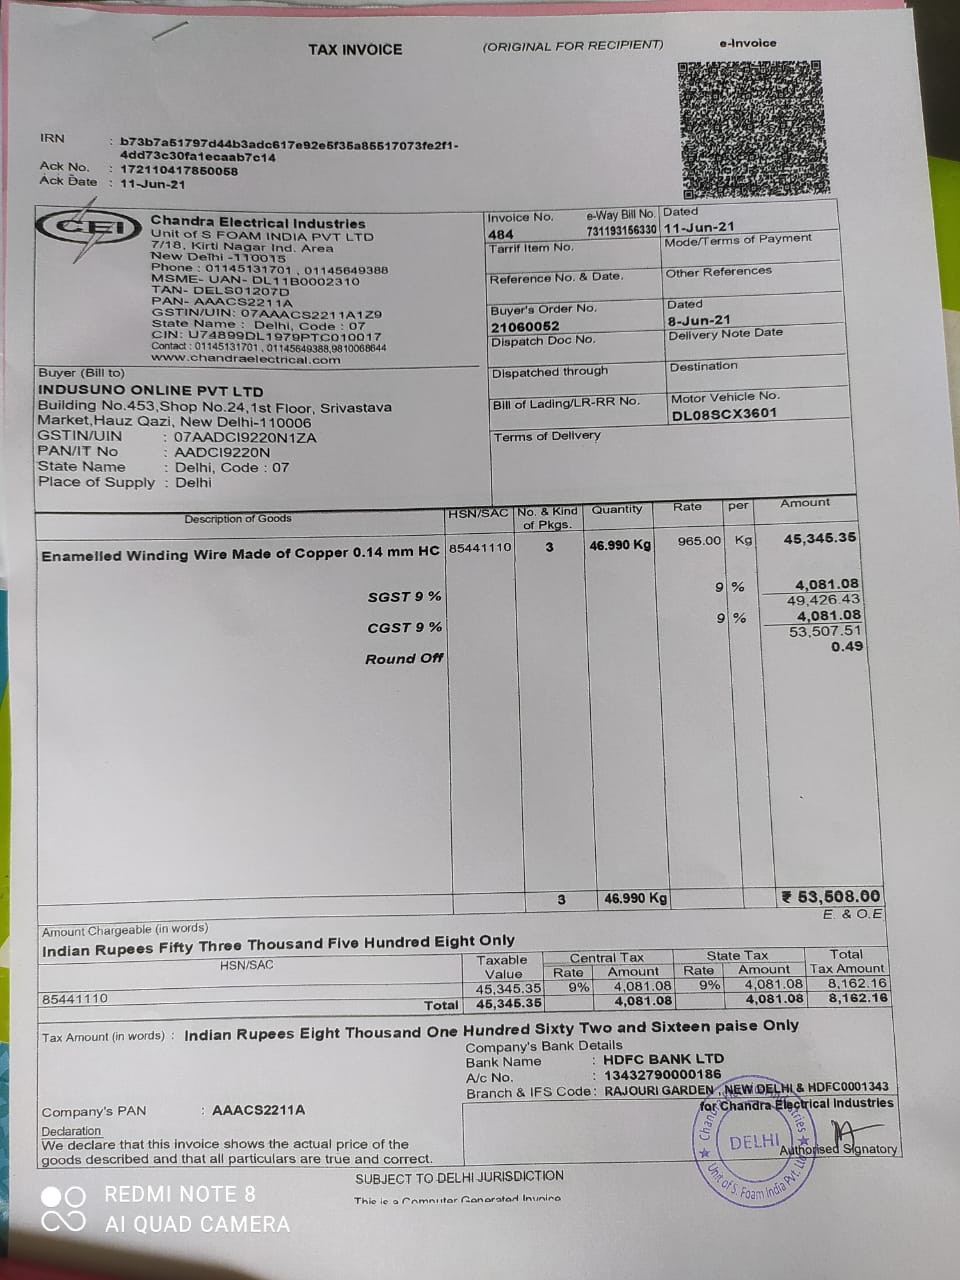 TAX INVOICE
(ORIGINAL FOR RECIPIENT)
e-Invoice
IRN : b73b7a51797d44b3adc617e92e5f35a85517073fe2f1-
4dd73c30fa1ecaab7c14
Ack No. : 172110417850058
Ack Date : 11-Jun-21
CEI
Chandra Electrical Industries
Unit of S FOAM INDIA PVT LTD
7/18, Kirti Nagar Ind. Area
New Delhi -110015
Phone : 01145131701 , 01145649388
MSME- UAN- DL11B0002310
TAN- DELS01207D
PAN- AAACS2211A
GSTIN/UIN: 07AAACS2211A1Z9
State Name : Delhi, Code : 07
CIN: U74899DL1979PTC010017
Contact : 01145131701 , 01145649388,9810068644
www.chandraelectrical.com
Invoice No. e-Way Bill No. Dated
484 731193156330 11-Jun-21
Tarrif Item No. Mode/Terms of Payment
Reference No. & Date. Other References
Buyer's Order No. Dated
21060052 8-Jun-21
Dispatch Doc No. Delivery Note Date
Dispatched through Destination
Bill of Lading/LR-RR No. Motor Vehicle No.
DL08SCX3601
Terms of Delivery
Buyer (Bill to)
INDUSUNO ONLINE PVT LTD
Building No.453,Shop No.24,1st Floor, Srivastava
Market,Hauz Qazi, New Delhi-110006
GSTIN/UIN : 07AADCI9220N1ZA
PAN/IT No : AADCI9220N
State Name : Delhi, Code : 07
Place of Supply : Delhi
Description of Goods HSN/SAC No. & Kind of Pkgs. Quantity Rate per Amount
Enamelled Winding Wire Made of Copper 0.14 mm HC 85441110 3 46.990 Kg 965.00 Kg 45,345.35
SGST 9 % 9 % 4,081.08
49,426.43
CGST 9 % 9 % 4,081.08
53,507.51
Round Off 0.49
3 46.990 Kg ₹ 53,508.00
E. & O.E
Amount Chargeable (in words)
Indian Rupees Fifty Three Thousand Five Hundred Eight Only
HSN/SAC Taxable Value Central Tax State Tax Total Tax Amount
Rate Amount Rate Amount
85441110 45,345.35 9% 4,081.08 9% 4,081.08 8,162.16
Total 45,345.35 4,081.08 4,081.08 8,162.16
Tax Amount (in words) : Indian Rupees Eight Thousand One Hundred Sixty Two and Sixteen paise Only
Company's Bank Details
Bank Name : HDFC BANK LTD
A/c No. : 13432790000186
Branch & IFS Code : RAJOURI GARDEN , NEW DELHI & HDFC0001343
Company's PAN : AAACS2211A
for Chandra Electrical Industries
Declaration
We declare that this invoice shows the actual price of the
goods described and that all particulars are true and correct.
DELHI
Unit of S. Foam India Pvt. Ltd
Authorised Signatory
SUBJECT TO DELHI JURISDICTION
This is a Computer Generated Invoice
REDMI NOTE 8
AI QUAD CAMERA